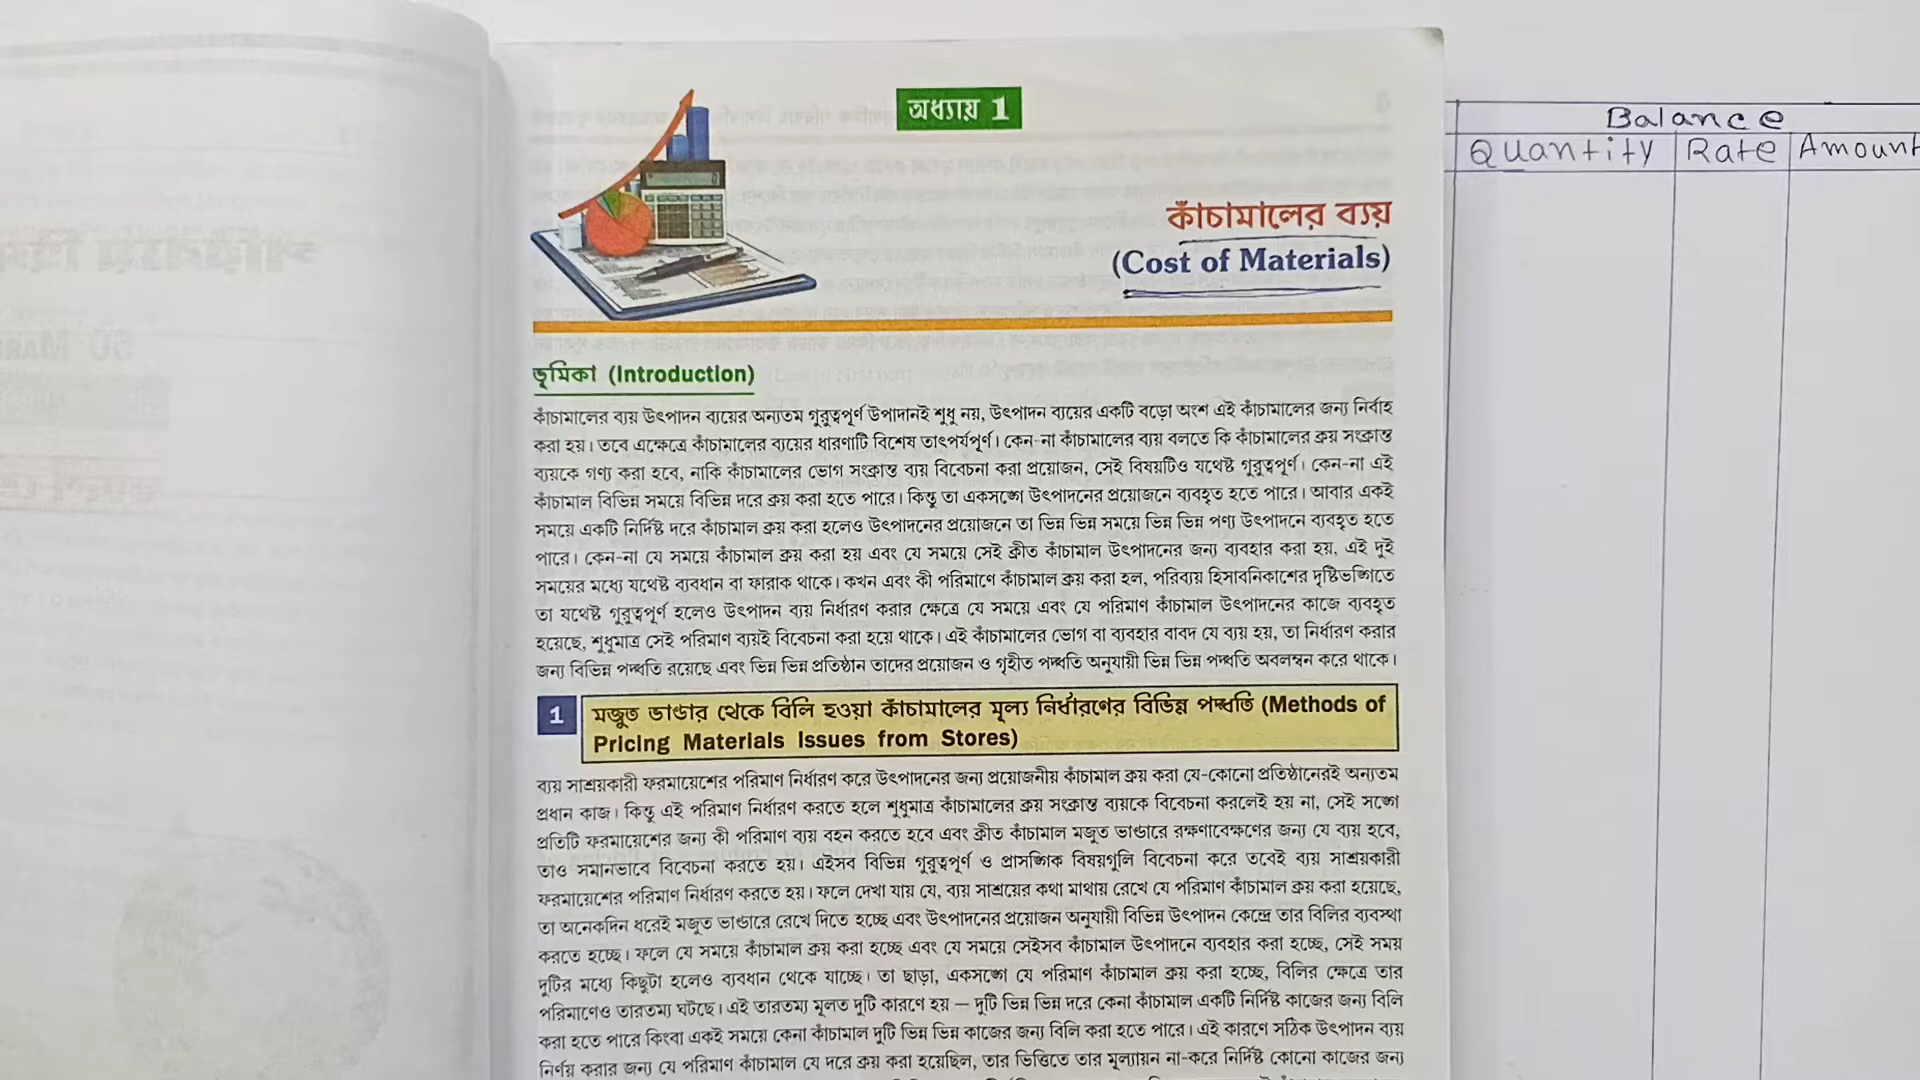 অধ্যায় 1
কাঁচামালের ব্যয়
(Cost of Materials)
ভূমিকা (Introduction)
কাঁচামালের ব্যয় উৎপাদন ব্যয়ের অন্যতম গুরুত্বপূর্ণ উপাদানই শুধু নয়, উৎপাদন ব্যয়ের একটি বড়ো অংশ এই কাঁচামালের জন্য নির্বাহ
করা হয়। তবে এক্ষেত্রে কাঁচামালের ব্যয়ের ধারণাটি বিশেষ তাৎপর্যপূর্ণ। কেন-না কাঁচামালের ব্যয় বলতে কি কাঁচামালের ক্রয় সংক্রান্ত
ব্যয়কে গণ্য করা হবে, নাকি কাঁচামালের ভোগ সংক্রান্ত ব্যয় বিবেচনা করা প্রয়োজন, সেই বিষয়টিও যথেষ্ট গুরুত্বপূর্ণ। কেন-না এই
কাঁচামাল বিভিন্ন সময়ে বিভিন্ন দরে ক্রয় করা হতে পারে। কিন্তু তা একসঙ্গে উৎপাদনের প্রয়োজনে ব্যবহৃত হতে পারে। আবার একই
সময়ে একটি নির্দিষ্ট দরে কাঁচামাল ক্রয় করা হলেও উৎপাদনের প্রয়োজনে তা ভিন্ন ভিন্ন সময়ে ভিন্ন ভিন্ন পণ্য উৎপাদনে ব্যবহৃত হতে
পারে। কেন-না যে সময়ে কাঁচামাল ক্রয় করা হয় এবং যে সময়ে সেই ক্রীত কাঁচামাল উৎপাদনের জন্য ব্যবহার করা হয়, এই দুই
সময়ের মধ্যে যথেষ্ট ব্যবধান বা ফারাক থাকে। কখন এবং কী পরিমাণে কাঁচামাল ক্রয় করা হল, পরিব্যয় হিসাবনিকাশের দৃষ্টিভঙ্গিতে
তা যথেষ্ট গুরুত্বপূর্ণ হলেও উৎপাদন ব্যয় নির্ধারণ করার ক্ষেত্রে যে সময়ে এবং যে পরিমাণ কাঁচামাল উৎপাদনের কাজে ব্যবহৃত
হয়েছে, শুধুমাত্র সেই পরিমাণ ব্যয়ই বিবেচনা করা হয়ে থাকে। এই কাঁচামালের ভোগ বা ব্যবহার বাবদ যে ব্যয় হয়, তা নির্ধারণ করার
জন্য বিভিন্ন পদ্ধতি রয়েছে এবং ভিন্ন ভিন্ন প্রতিষ্ঠান তাদের প্রয়োজন ও গৃহীত পদ্ধতি অনুযায়ী ভিন্ন ভিন্ন পদ্ধতি অবলম্বন করে থাকে।
1 মজুত ভাণ্ডার থেকে বিলি হওয়া কাঁচামালের মূল্য নির্ধারণের বিভিন্ন পদ্ধতি (Methods of
Pricing Materials Issues from Stores)
ব্যয় সাশ্রয়কারী ফরমায়েশের পরিমাণ নির্ধারণ করে উৎপাদনের জন্য প্রয়োজনীয় কাঁচামাল ক্রয় করা যে-কোনো প্রতিষ্ঠানেরই অন্যতম
প্রধান কাজ। কিন্তু এই পরিমাণ নির্ধারণ করতে হলে শুধুমাত্র কাঁচামালের ক্রয় সংক্রান্ত ব্যয়কে বিবেচনা করলেই হয় না, সেই সঙ্গে
প্রতিটি ফরমায়েশের জন্য কী পরিমাণ ব্যয় বহন করতে হবে এবং ক্রীত কাঁচামাল মজুত ভাণ্ডারে রক্ষণাবেক্ষণের জন্য যে ব্যয় হবে,
তাও সমানভাবে বিবেচনা করতে হয়। এইসব বিভিন্ন গুরুত্বপূর্ণ ও প্রাসঙ্গিক বিষয়গুলি বিবেচনা করে তবেই ব্যয় সাশ্রয়কারী
ফরমায়েশের পরিমাণ নির্ধারণ করতে হয়। ফলে দেখা যায় যে, ব্যয় সাশ্রয়ের কথা মাথায় রেখে যে পরিমাণ কাঁচামাল ক্রয় করা হয়েছে,
তা অনেকদিন ধরেই মজুত ভাণ্ডারে রেখে দিতে হচ্ছে এবং উৎপাদনের প্রয়োজন অনুযায়ী বিভিন্ন উৎপাদন কেন্দ্রে তার বিলির ব্যবস্থা
করতে হচ্ছে। ফলে যে সময়ে কাঁচামাল ক্রয় করা হচ্ছে এবং যে সময়ে সেইসব কাঁচামাল উৎপাদনে ব্যবহার করা হচ্ছে, সেই সময়
দুটির মধ্যে কিছুটা হলেও ব্যবধান থেকে যাচ্ছে। তা ছাড়া, একসঙ্গে যে পরিমাণ কাঁচামাল ক্রয় করা হচ্ছে, বিলির ক্ষেত্রে তার
পরিমাণেও তারতম্য ঘটছে। এই তারতম্য মূলত দুটি কারণে হয় — দুটি ভিন্ন ভিন্ন দরে কেনা কাঁচামাল একটি নির্দিষ্ট কাজের জন্য বিলি
করা হতে পারে কিংবা একই সময়ে কেনা কাঁচামাল দুটি ভিন্ন ভিন্ন কাজের জন্য বিলি করা হতে পারে। এই কারণে সঠিক উৎপাদন ব্যয়
নির্ণয় করার জন্য যে পরিমাণ কাঁচামাল যে দরে ক্রয় করা হয়েছিল, তার ভিত্তিতে তার মূল্যায়ন না-করে নির্দিষ্ট কোনো কাজের জন্য
Balance
Quantity Rate Amount